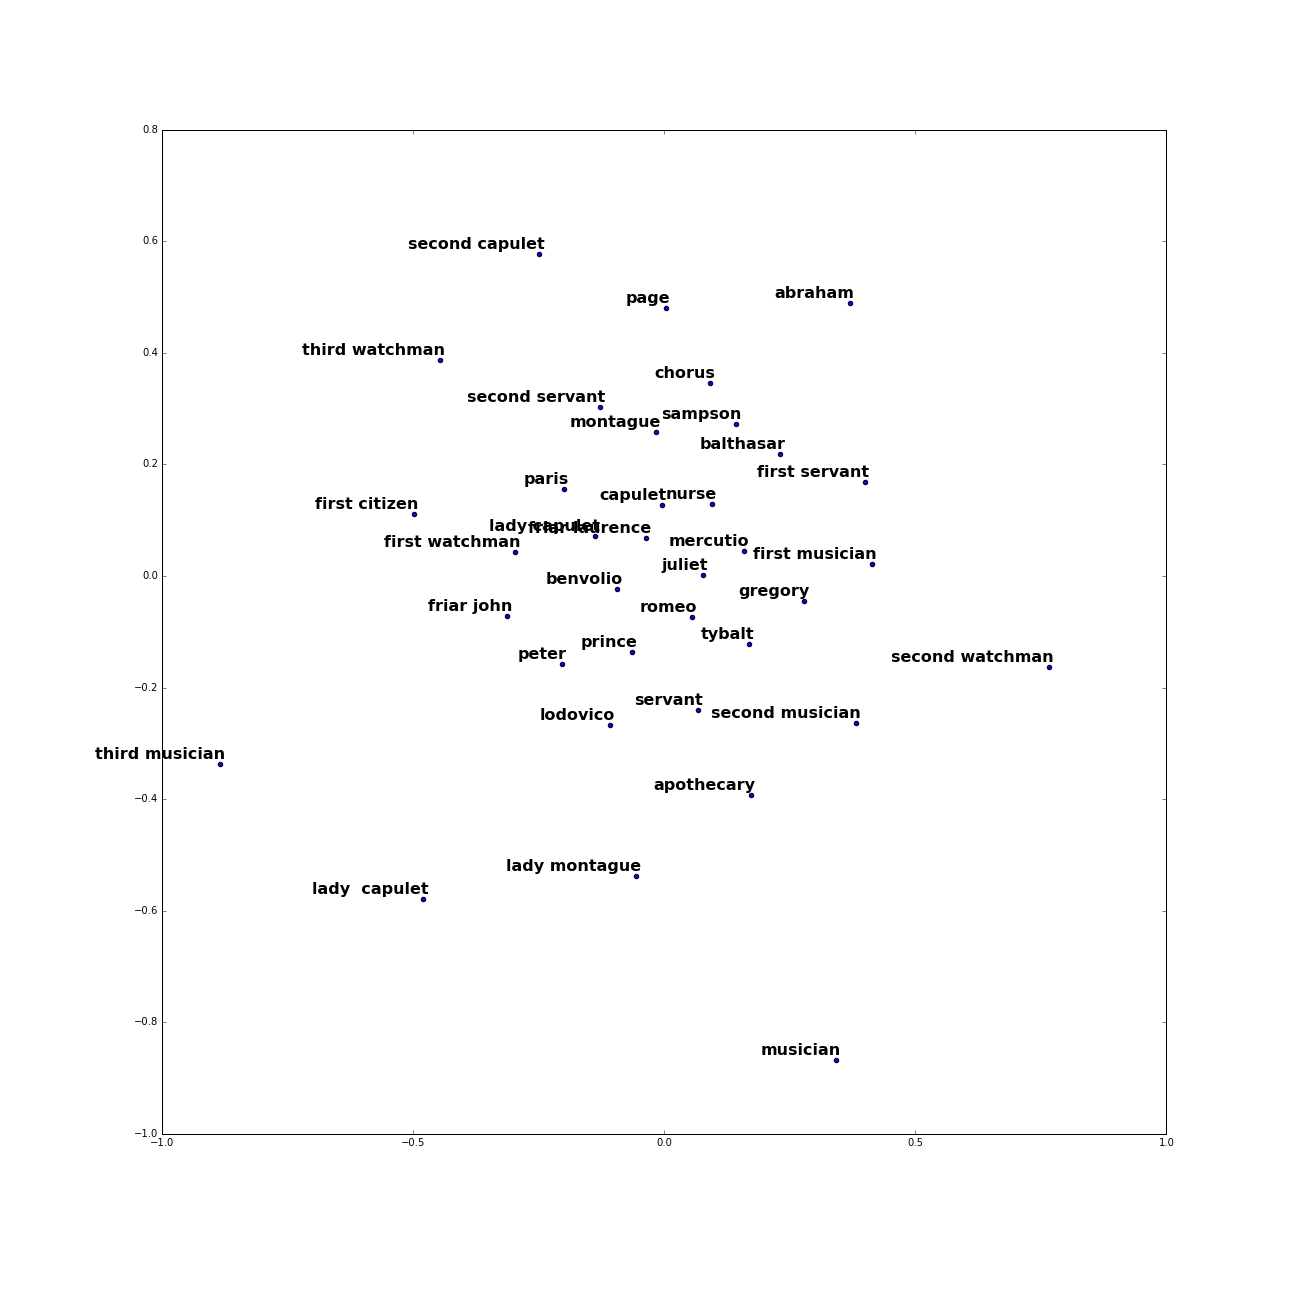 0.8
0.6
second capulet
page
abraham
0.4
third watchman
chorus
second servant
sampson
montague
balthasar
0.2
first servant
paris
capulet
nurse
first citizen
lady capulet
friar laurence
first watchman
mercutio
first musician
juliet
0.0
benvolio
gregory
friar john
romeo
tybalt
prince
peter
second watchman
−0.2
servant
second musician
lodovico
third musician
apothecary
−0.4
lady montague
lady  capulet
−0.6
−0.8
musician
−1.0
−1.0 −0.5 0.0 0.5 1.0